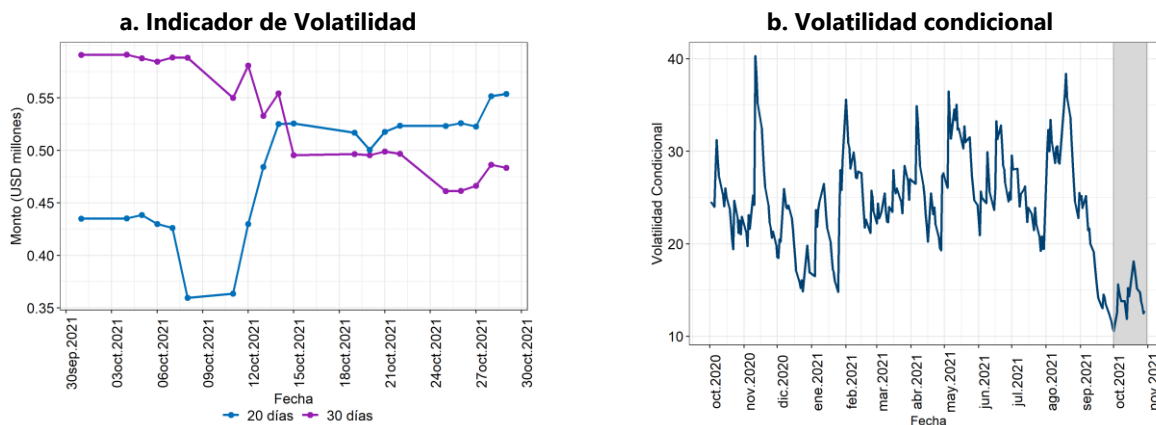 a. Indicador de Volatilidad
Monto (USD millones)
0.55
0.50
0.45
0.40
0.35
30sep.2021
03oct.2021
06oct.2021
09oct.2021
12oct.2021
15oct.2021
18oct.2021
21oct.2021
24oct.2021
27oct.2021
30oct.2021
Fecha
20 días
30 días
b. Volatilidad condicional
Volatilidad Condicional
40
30
20
10
oct.2020
nov.2020
dic.2020
ene.2021
feb.2021
mar.2021
abr.2021
may.2021
jun.2021
jul.2021
ago.2021
sep.2021
oct.2021
nov.2021
Fecha